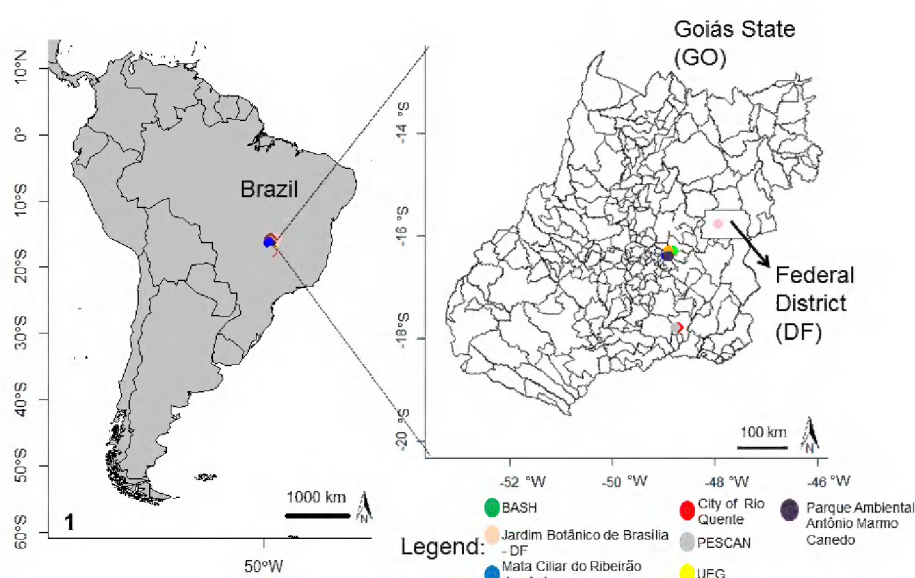 Goiás State
(GO)
10°N
0°
10°S
20°S
30°S
40°S
50°S
60°S
Brazil
1000 km
N
1
50°W
-14 °S
-16 °S
-18 °S
-20 °S
Federal
District
(DF)
100 km
N
-52 °W
-50 °W
-48 °W
-46 °W
Legend:
BASH
Jardim Botânico de Brasília
- DF
Mata Ciliar do Ribeirão
City of Rio
Quente
PESCAN
UEG
Parque Ambiental
Antônio Marmo
Canedo